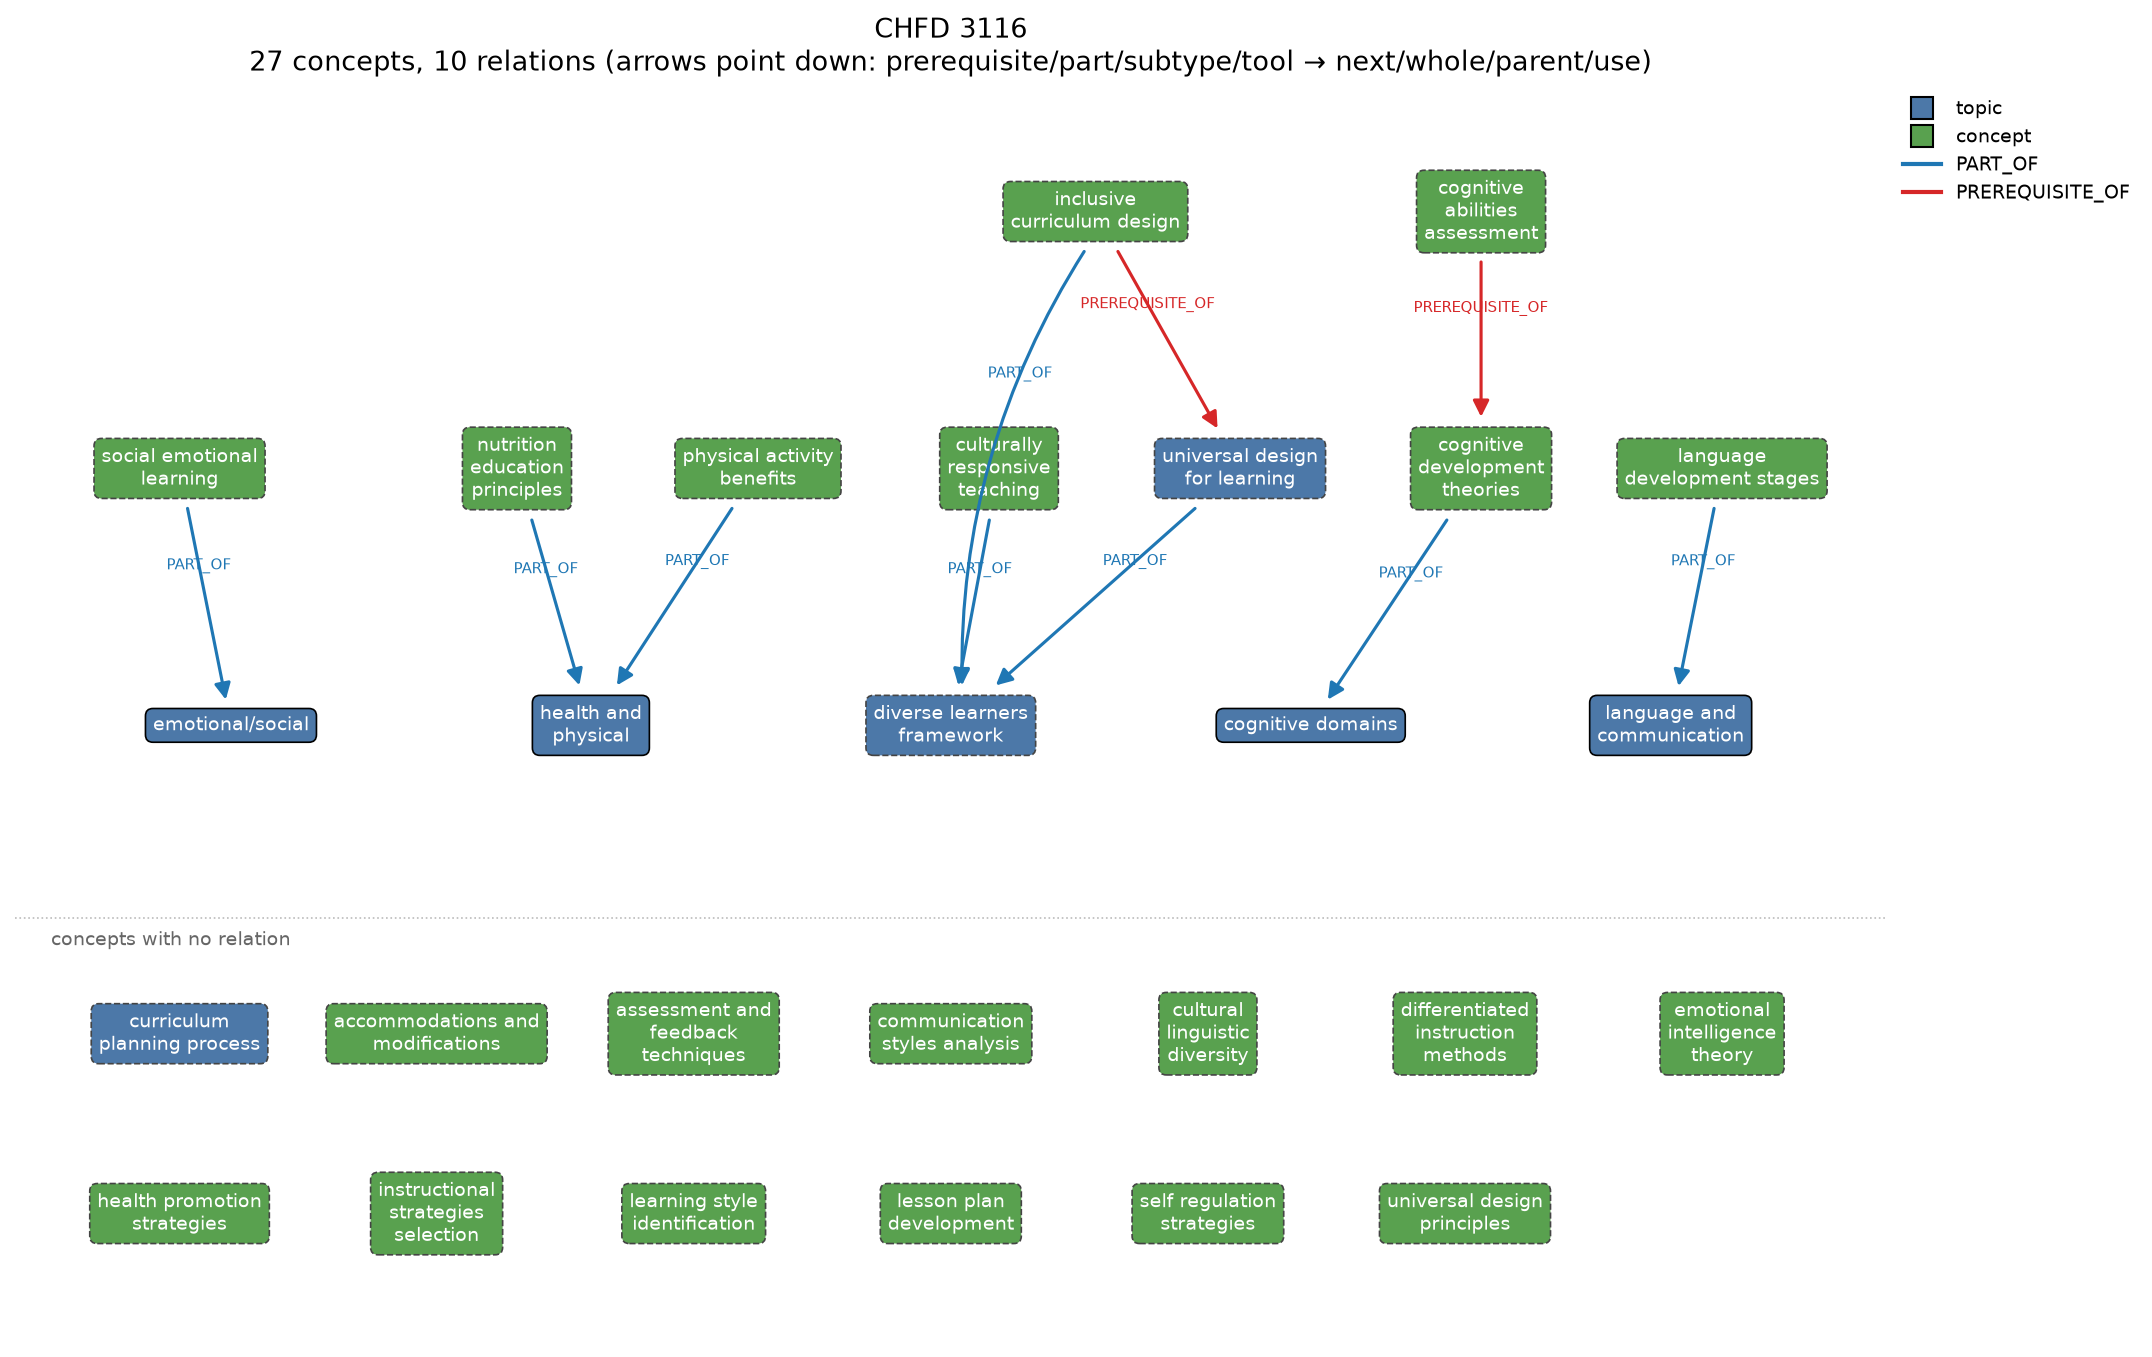 CHFD 3116
27 concepts, 10 relations (arrows point down: prerequisite/part/subtype/tool → next/whole/parent/use)
topic
concept
PART_OF
PREREQUISITE_OF
inclusive
curriculum design
cognitive
abilities
assessment
PREREQUISITE_OF
PREREQUISITE_OF
PART_OF
social emotional
learning
nutrition
education
principles
physical activity
benefits
culturally
responsive
teaching
universal design
for learning
cognitive
development
theories
language
development stages
PART_OF
PART_OF
PART_OF
PART_OF
PART_OF
PART_OF
PART_OF
emotional/social
health and
physical
diverse learners
framework
cognitive domains
language and
communication
concepts with no relation
curriculum
planning process
accommodations and
modifications
assessment and
feedback
techniques
communication
styles analysis
cultural
linguistic
diversity
differentiated
instruction
methods
emotional
intelligence
theory
health promotion
strategies
instructional
strategies
selection
learning style
identification
lesson plan
development
self regulation
strategies
universal design
principles